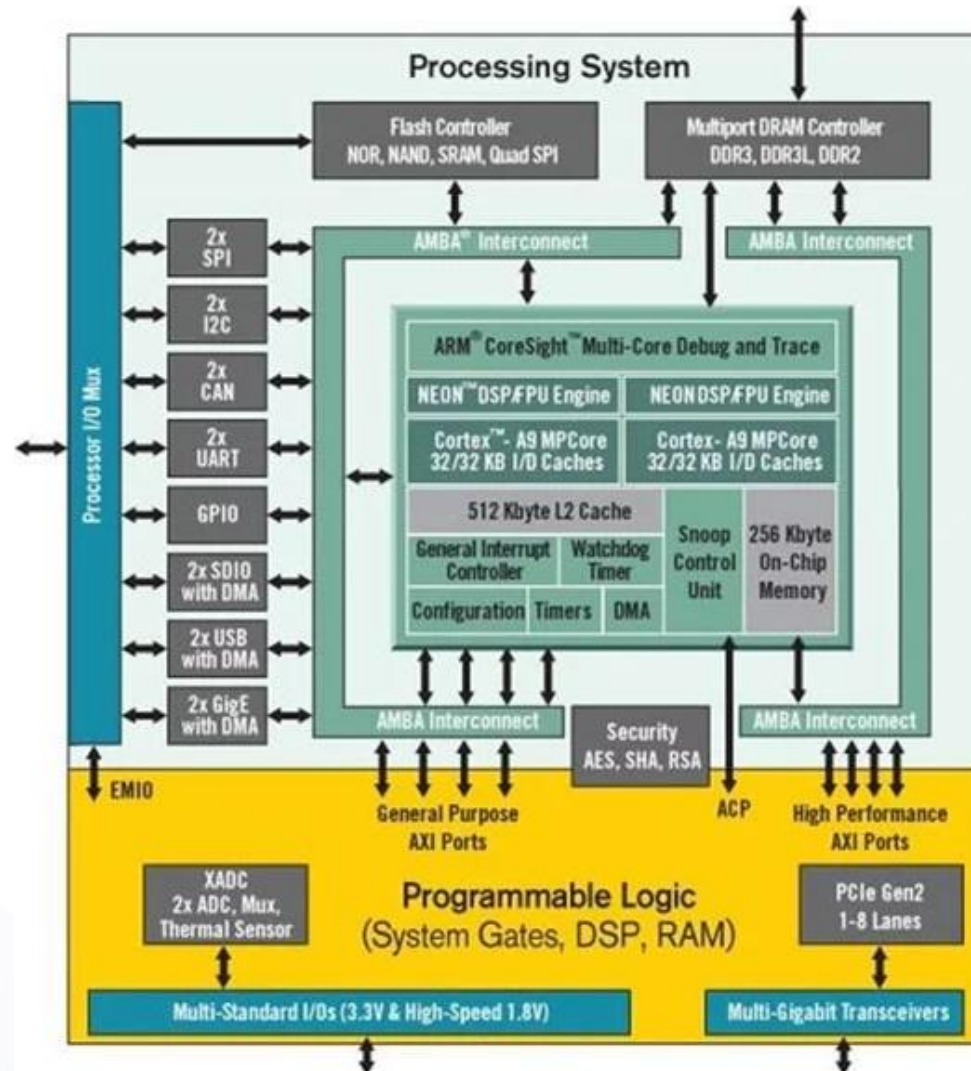 Processing System
Flash Controller
NOR, NAND, SRAM, Quad SPI
Multiport DRAM Controller
DDR3, DDR3L, DDR2
AMBA® Interconnect
AMBA Interconnect
Processor I/O Mux
2x
SPI
2x
I2C
2x
CAN
2x
UART
GPIO
2x SDIO
with DMA
2x USB
with DMA
2x GigE
with DMA
ARM® CoreSight™ Multi-Core Debug and Trace
NEON™ DSP/FPU Engine
NEON DSP/FPU Engine
Cortex™- A9 MPCore
32/32 KB I/D Caches
Cortex- A9 MPCore
32/32 KB I/D Caches
512 Kbyte L2 Cache
General Interrupt
Controller
Watchdog
Timer
Configuration
Timers
DMA
Snoop
Control
Unit
256 Kbyte
On-Chip
Memory
AMBA Interconnect
AMBA Interconnect
Security
AES, SHA, RSA
EMIO
General Purpose
AXI Ports
ACP
High Performance
AXI Ports
XADC
2x ADC, Mux,
Thermal Sensor
Programmable Logic
(System Gates, DSP, RAM)
PCIe Gen2
1-8 Lanes
Multi-Standard I/Os (3.3V & High-Speed 1.8V)
Multi-Gigabit Transceivers